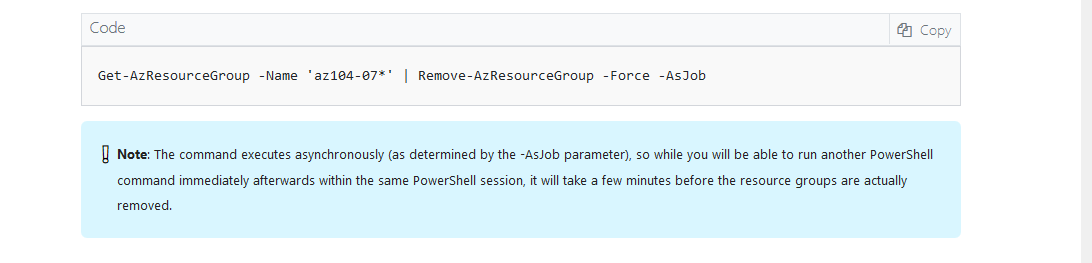 Code
Copy
Get-AzResourceGroup -Name 'az104-07*' | Remove-AzResourceGroup -Force -AsJob
Note: The command executes asynchronously (as determined by the -AsJob parameter), so while you will be able to run another PowerShell
command immediately afterwards within the same PowerShell session, it will take a few minutes before the resource groups are actually
removed.